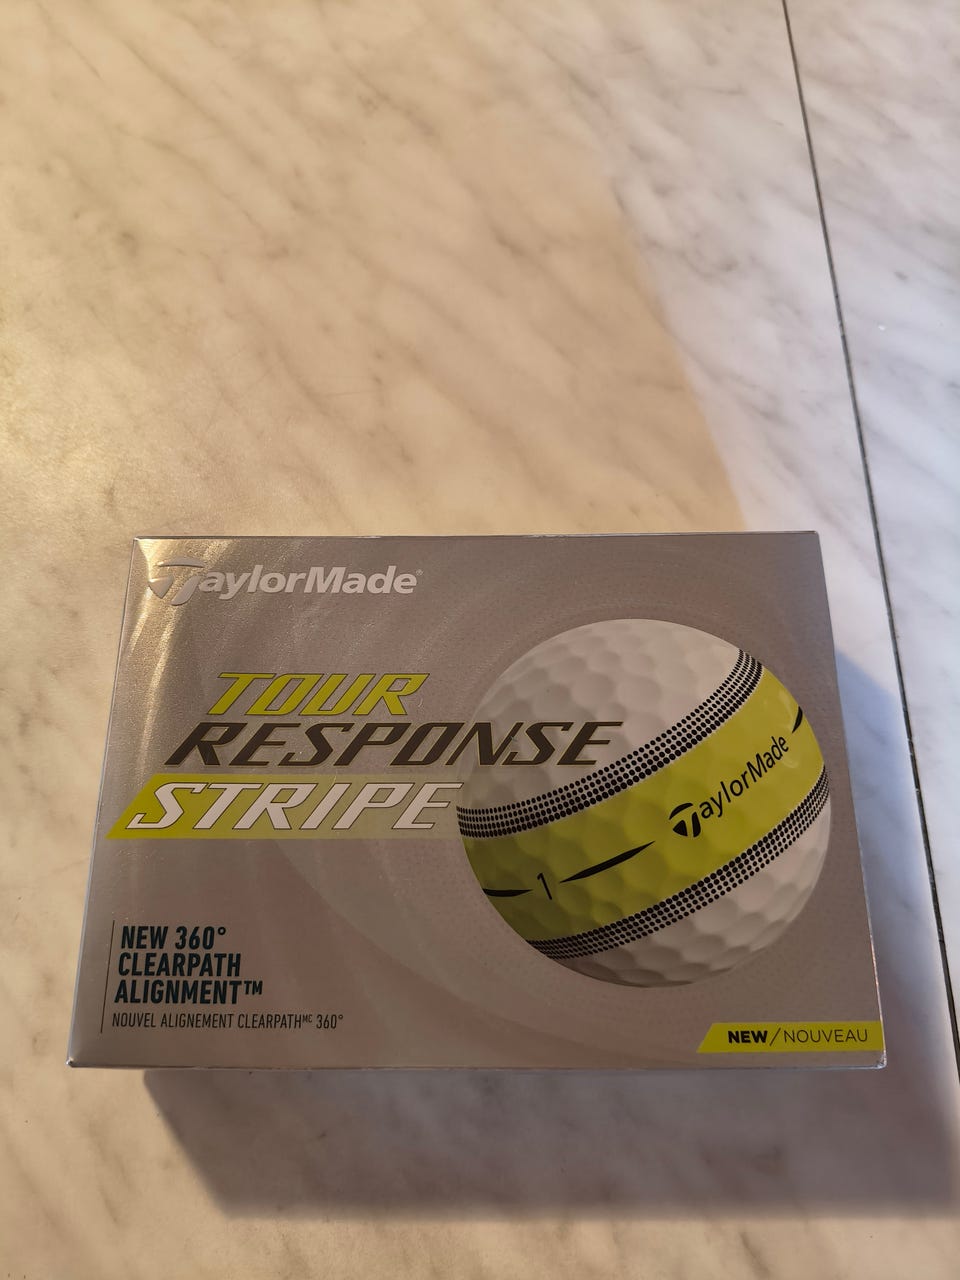 TaylorMade®
TOUR
RESPONSE
STRIPE
TaylorMade
1
NEW 360°
CLEARPATH
ALIGNMENT™
NOUVEL ALIGNEMENT CLEARPATHᴹᶜ 360°
NEW/NOUVEAU